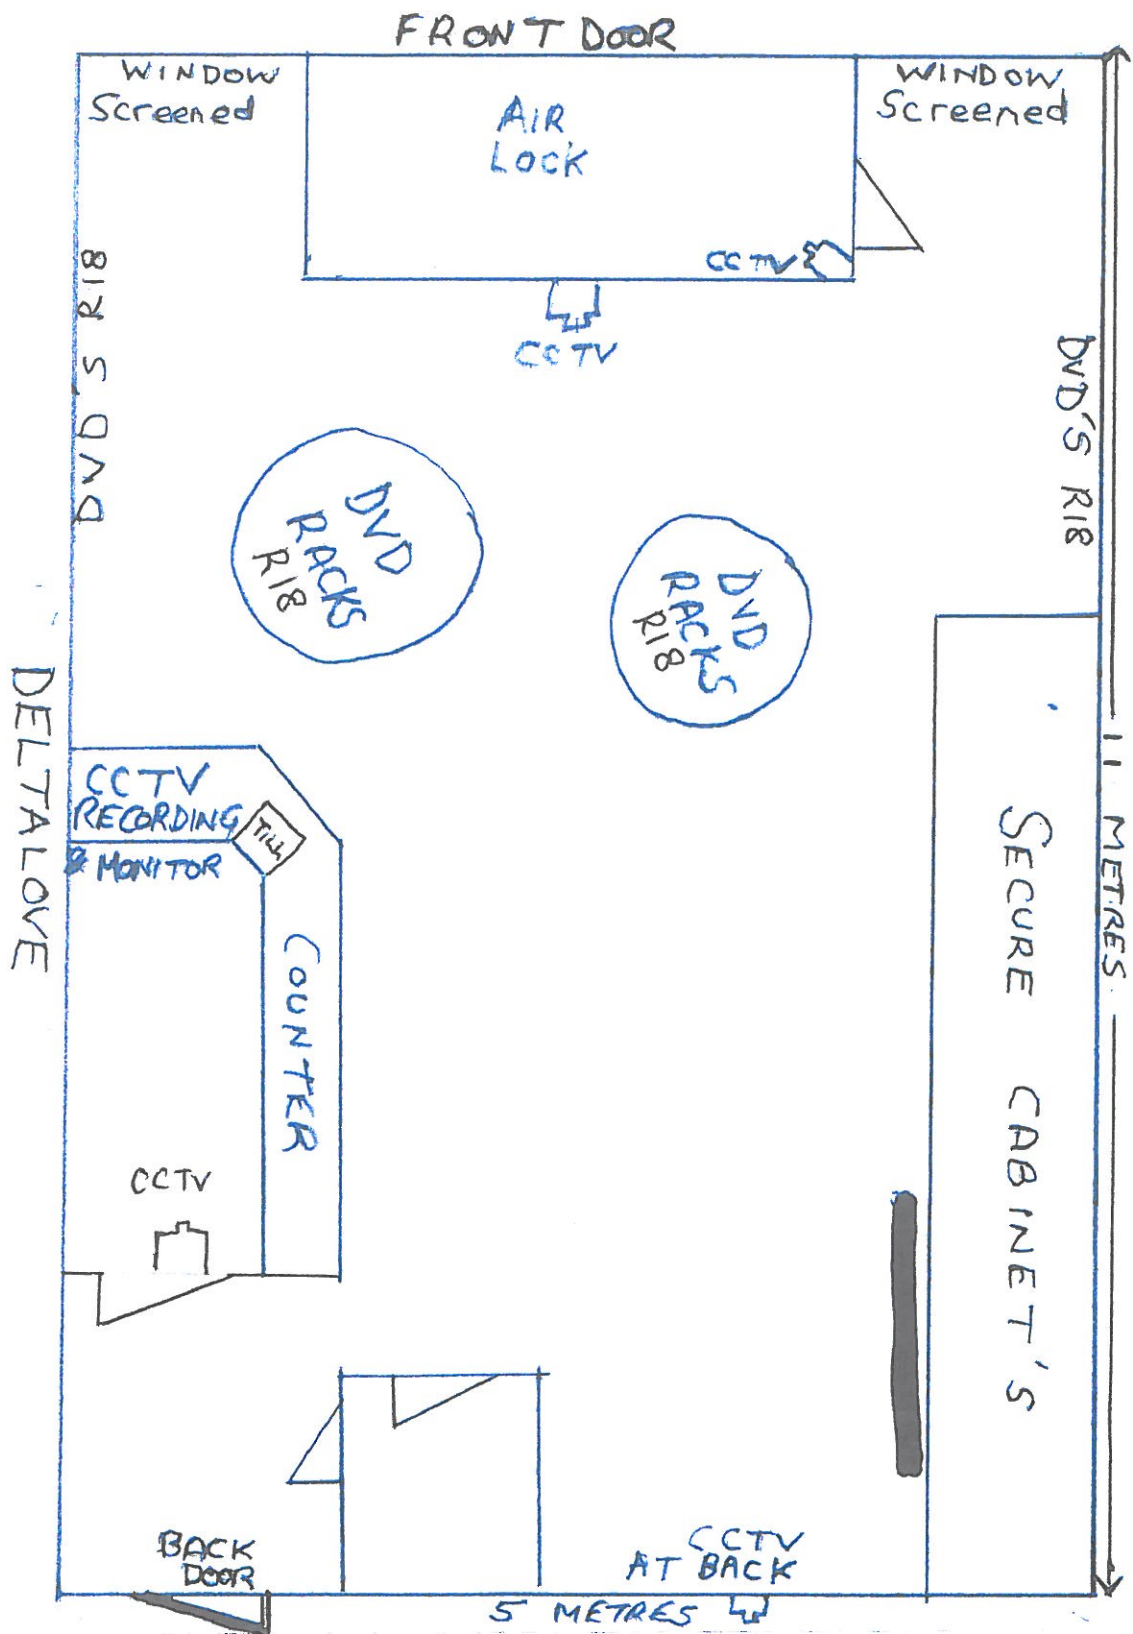 FRONT DOOR
WINDOW
Screened
AIR
LOCK
WINDOW
Screened
CCTV
CCTV
DVD'S R18
DVD'S R18
DVD
RACKS
R18
DVD
RACKS
R18
DELTALOVE
CCTV
RECORDING
& MONITOR
TILL
COUNTER
11 METRES
SECURE CABINET'S
CCTV
BACK
DOOR
CCTV
AT BACK
5 METRES